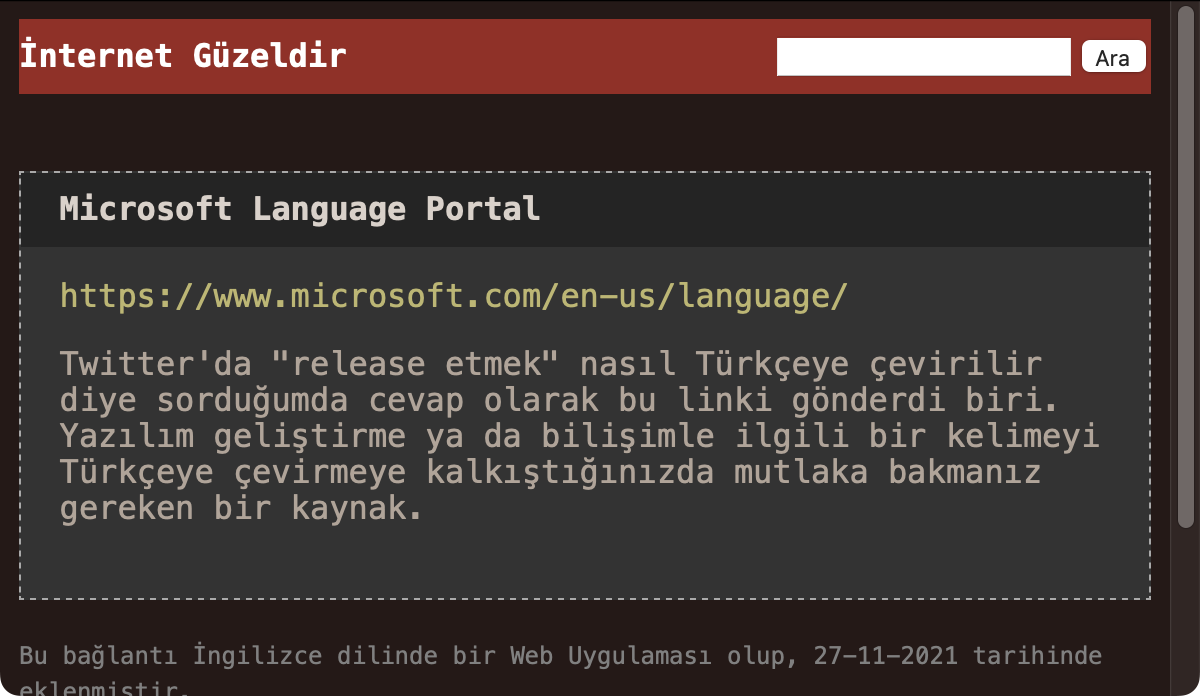 İnternet Güzeldir
Ara
Microsoft Language Portal
https://www.microsoft.com/en-us/language/
Twitter'da "release etmek" nasıl Türkçeye çevirilir
diye sorduğumda cevap olarak bu linki gönderdi biri.
Yazılım geliştirme ya da bilişimle ilgili bir kelimeyi
Türkçeye çevirmeye kalkıştığınızda mutlaka bakmanız
gereken bir kaynak.
Bu bağlantı İngilizce dilinde bir Web Uygulaması olup, 27-11-2021 tarihinde
eklenmiştir.